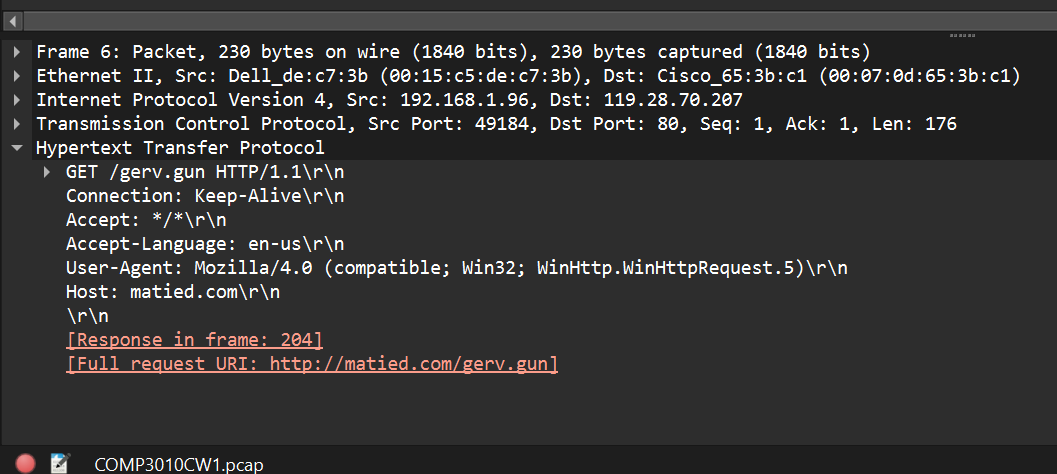 Frame 6: Packet, 230 bytes on wire (1840 bits), 230 bytes captured (1840 bits)
Ethernet II, Src: Dell_de:c7:3b (00:15:c5:de:c7:3b), Dst: Cisco_65:3b:c1 (00:07:0d:65:3b:c1)
Internet Protocol Version 4, Src: 192.168.1.96, Dst: 119.28.70.207
Transmission Control Protocol, Src Port: 49184, Dst Port: 80, Seq: 1, Ack: 1, Len: 176
Hypertext Transfer Protocol
GET /gerv.gun HTTP/1.1\r\n
Connection: Keep-Alive\r\n
Accept: */*\r\n
Accept-Language: en-us\r\n
User-Agent: Mozilla/4.0 (compatible; Win32; WinHttp.WinHttpRequest.5)\r\n
Host: matied.com\r\n
\r\n
[Response in frame: 204]
[Full request URI: http://matied.com/gerv.gun]
COMP3010CW1.pcap